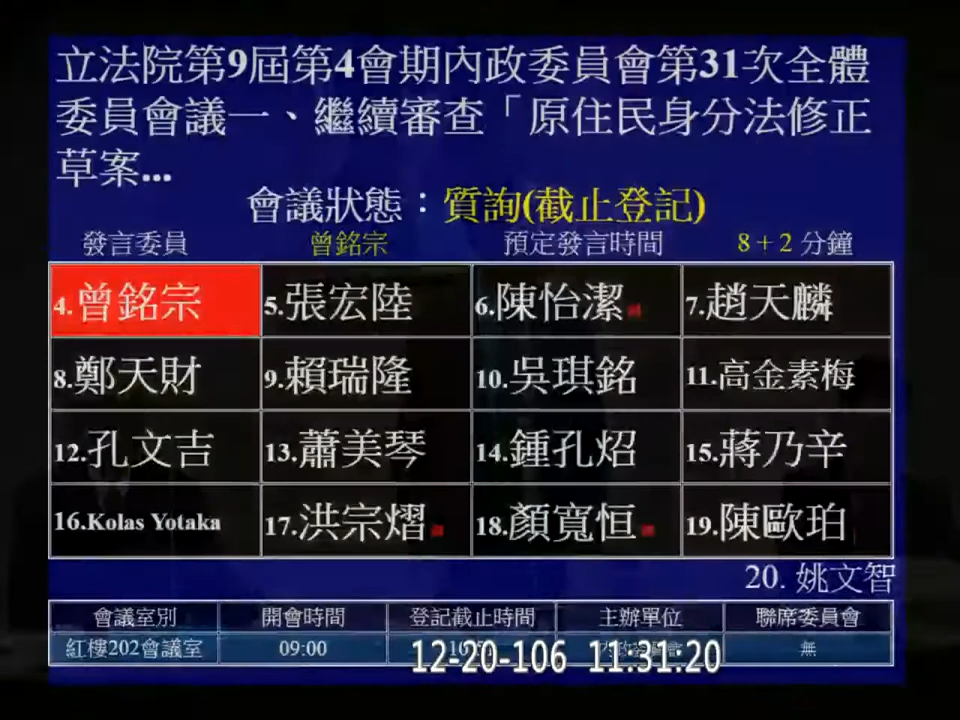 立法院第9屆第4會期內政委員會第31次全體
委員會議一、繼續審查「原住民身分法修正
草案...
會議狀態：質詢(截止登記)
發言委員 曾銘宗 預定發言時間 8 + 2 分鐘
4.曾銘宗 5.張宏陸 6.陳怡潔 7.趙天麟
8.鄭天財 9.賴瑞隆 10.吳琪銘 11.高金素梅
12.孔文吉 13.蕭美琴 14.鍾孔炤 15.蔣乃辛
16.Kolas Yotaka 17.洪宗熠 18.顏寬恒 19.陳歐珀
20. 姚文智
會議室別 開會時間 登記截止時間 主辦單位 聯席委員會
紅樓202會議室 09:00 無
12-20-106 11:31:20